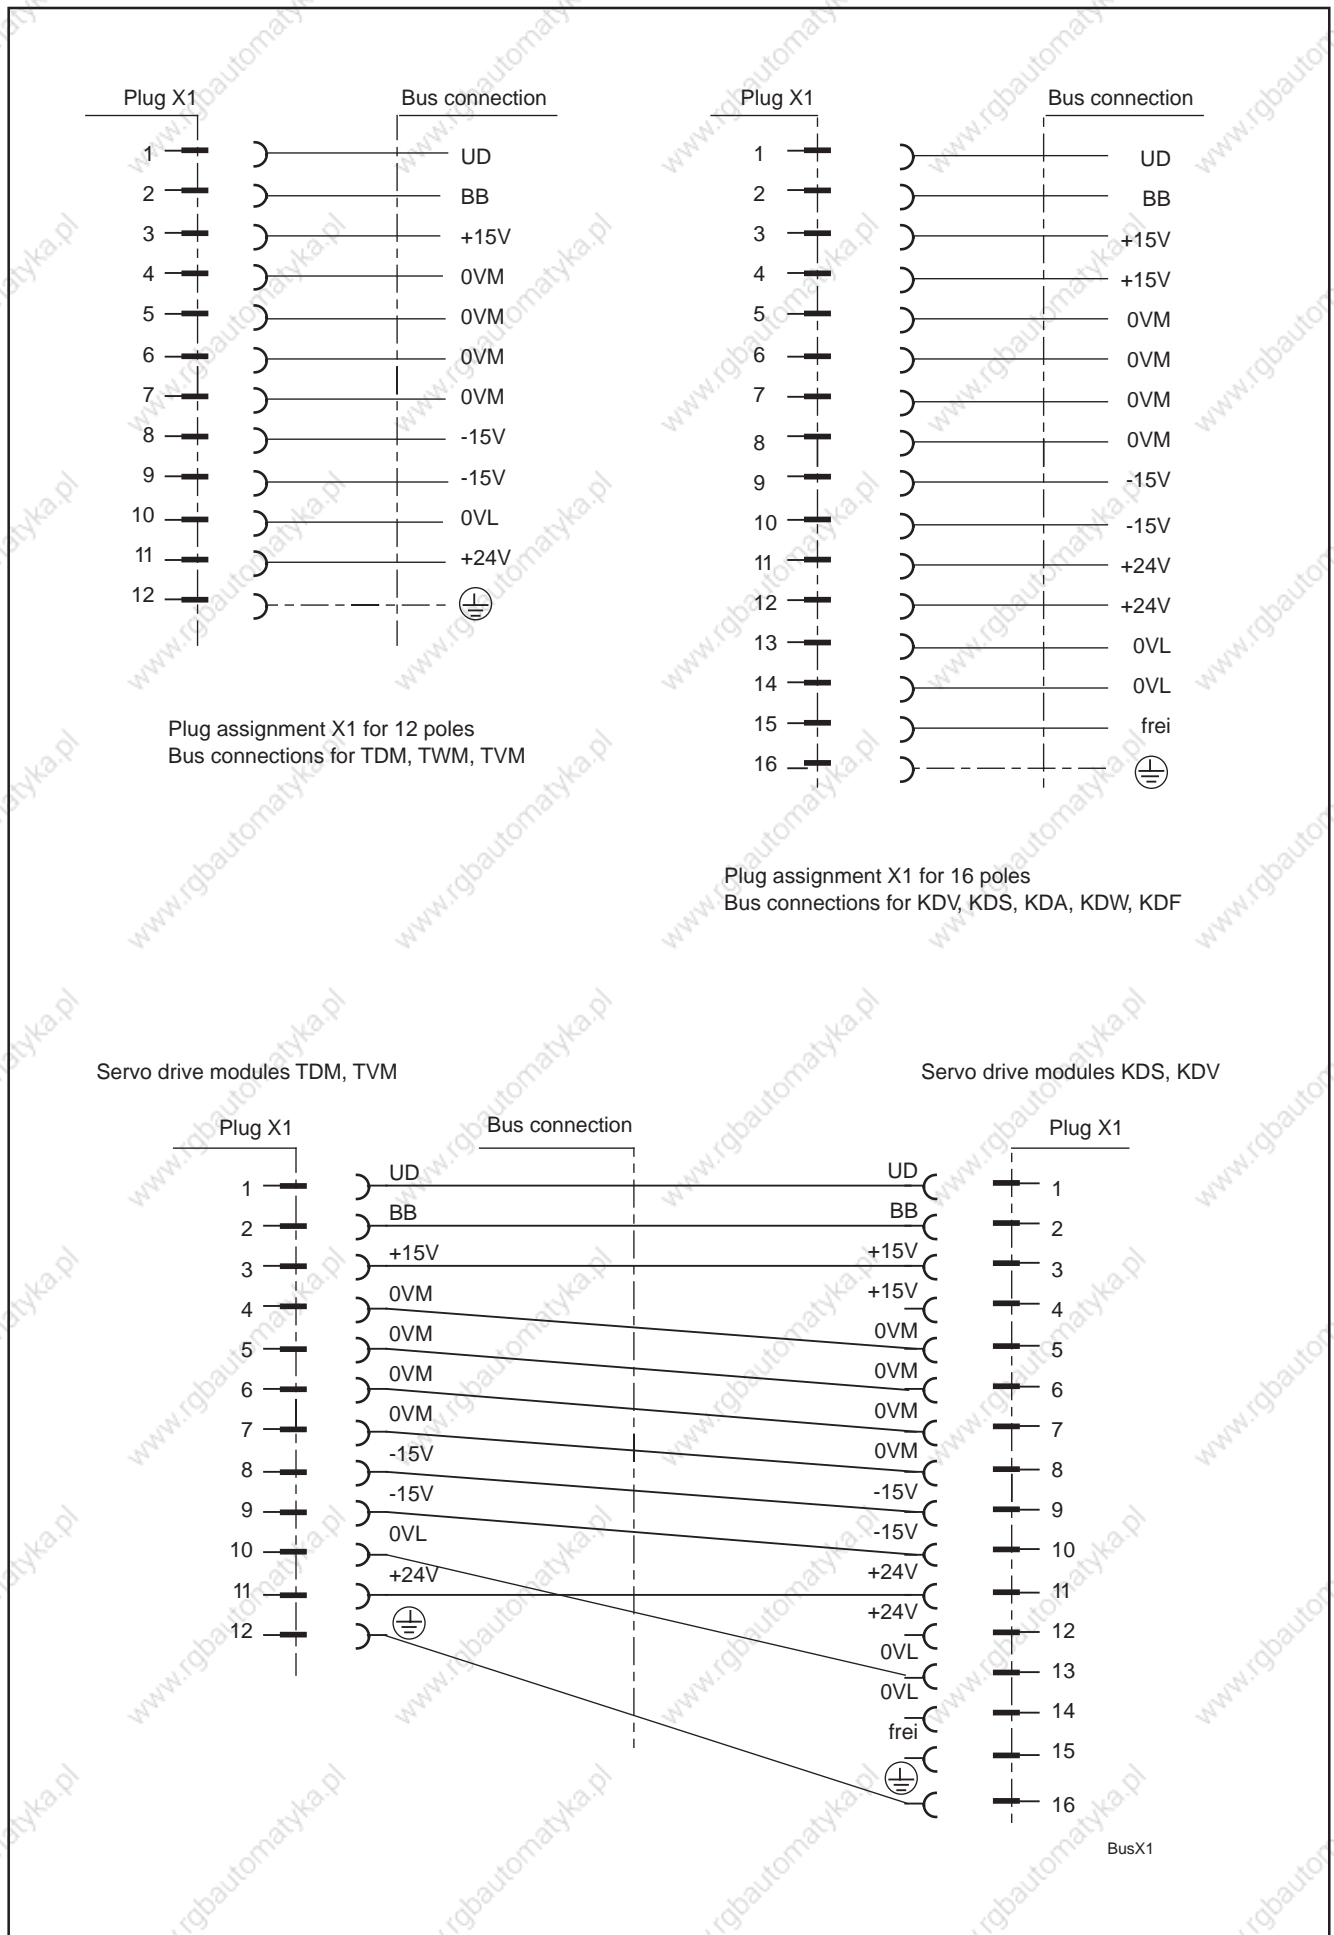 Plug X1 Bus connection
1 UD
2 BB
3 +15V
4 0VM
5 0VM
6 0VM
7 0VM
8 -15V
9 -15V
10 0VL
11 +24V
12
Plug assignment X1 for 12 poles
Bus connections for TDM, TWM, TVM
Plug X1 Bus connection
1 UD
2 BB
3 +15V
4 +15V
5 0VM
6 0VM
7 0VM
8 0VM
9 -15V
10 -15V
11 +24V
12 +24V
13 0VL
14 0VL
15 frei
16
Plug assignment X1 for 16 poles
Bus connections for KDV, KDS, KDA, KDW, KDF
Servo drive modules TDM, TVM Servo drive modules KDS, KDV
Plug X1 Bus connection Plug X1
1 UD UD 1
2 BB BB 2
3 +15V +15V 3
4 0VM +15V 4
5 0VM 0VM 5
6 0VM 0VM 6
7 0VM 0VM 7
8 -15V 0VM 8
9 -15V -15V 9
10 0VL -15V 10
11 +24V +24V 11
12 +24V 12
0VL 13
0VL 14
frei 15
16
BusX1
www.rgbautomatyka.pl